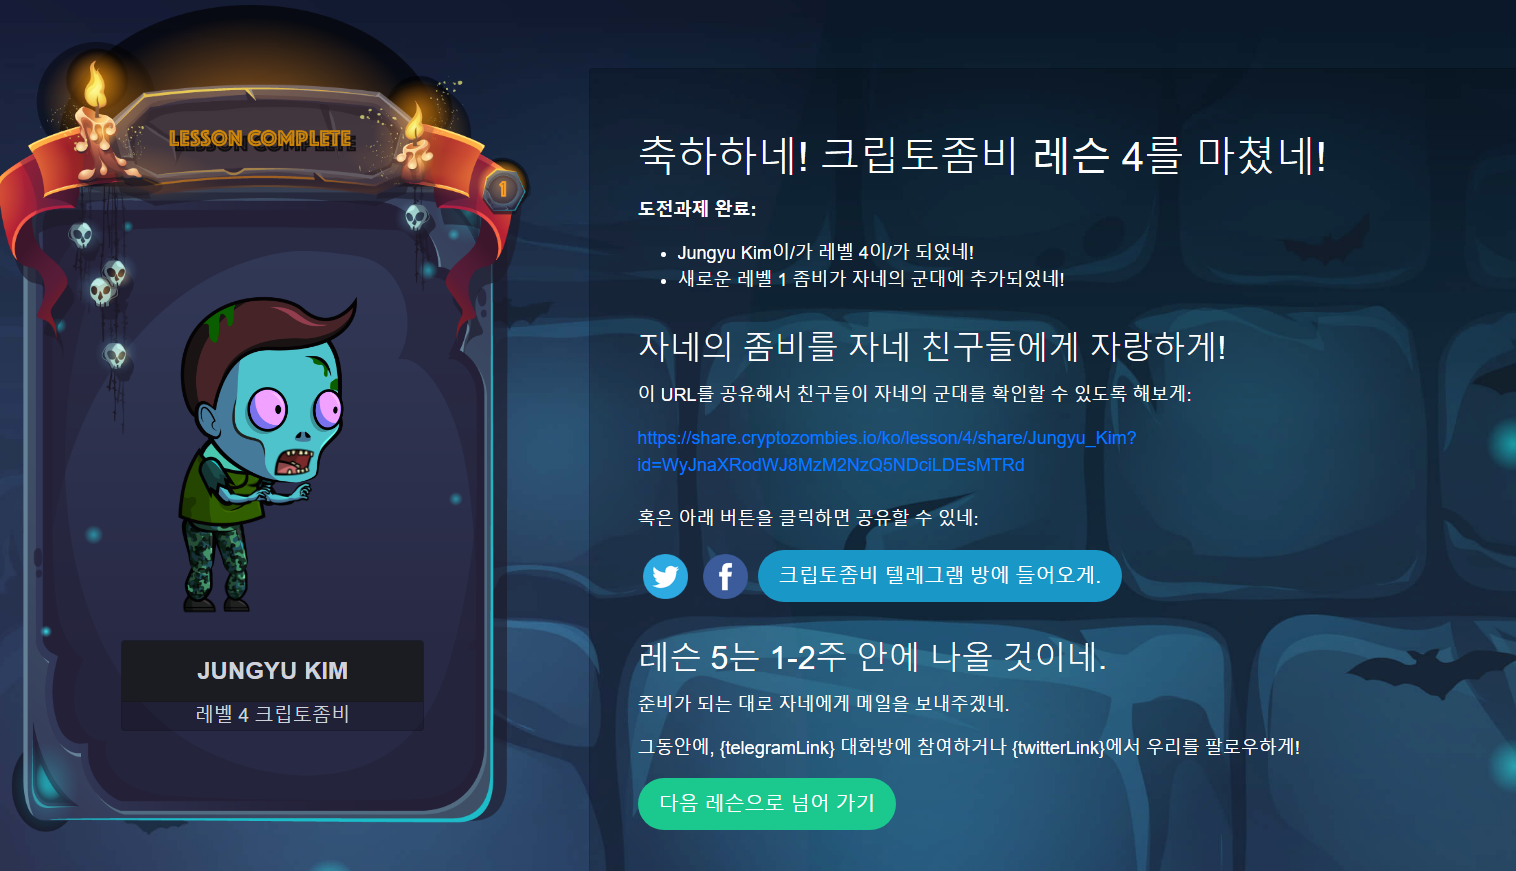 LESSON COMPLETE
1
JUNGYU KIM
레벨 4 크립토좀비
축하하네! 크립토좀비 레슨 4를 마쳤네!
도전과제 완료:
Jungyu Kim이/가 레벨 4이/가 되었네!
새로운 레벨 1 좀비가 자네의 군대에 추가되었네!
자네의 좀비를 자네 친구들에게 자랑하게!
이 URL를 공유해서 친구들이 자네의 군대를 확인할 수 있도록 해보게:
https://share.cryptozombies.io/ko/lesson/4/share/Jungyu_Kim?
id=WyJnaXRodWJ8MzM2NzQ5NDciLDEsMTRd
혹은 아래 버튼을 클릭하면 공유할 수 있네:
크립토좀비 텔레그램 방에 들어오게.
레슨 5는 1-2주 안에 나올 것이네.
준비가 되는 대로 자네에게 메일을 보내주겠네.
그동안에, {telegramLink} 대화방에 참여하거나 {twitterLink}에서 우리를 팔로우하게!
다음 레슨으로 넘어 가기